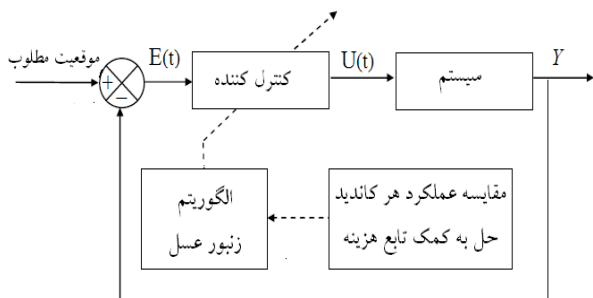 موقعیت مطلوب
+
−
E(t)
کنترل کننده
U(t)
سیستم
Y
الگوریتم
زنبور عسل
مقایسه عملکرد هر کاندید
حل به کمک تابع هزینه